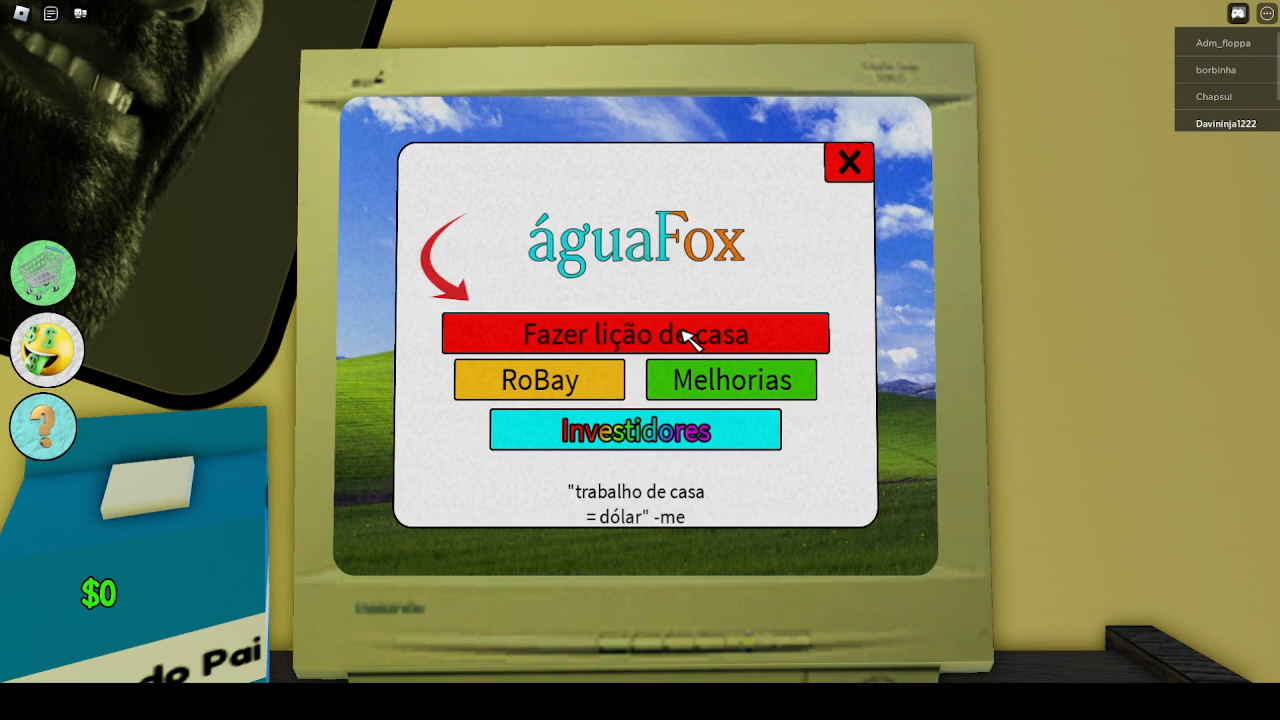 Adm_floppa
borbinha
Chapsul
Davininja1222
X
águaFox
Fazer lição de casa
RoBay
Melhorias
Investidores
"trabalho de casa
= dólar" -me
$0
do Pai